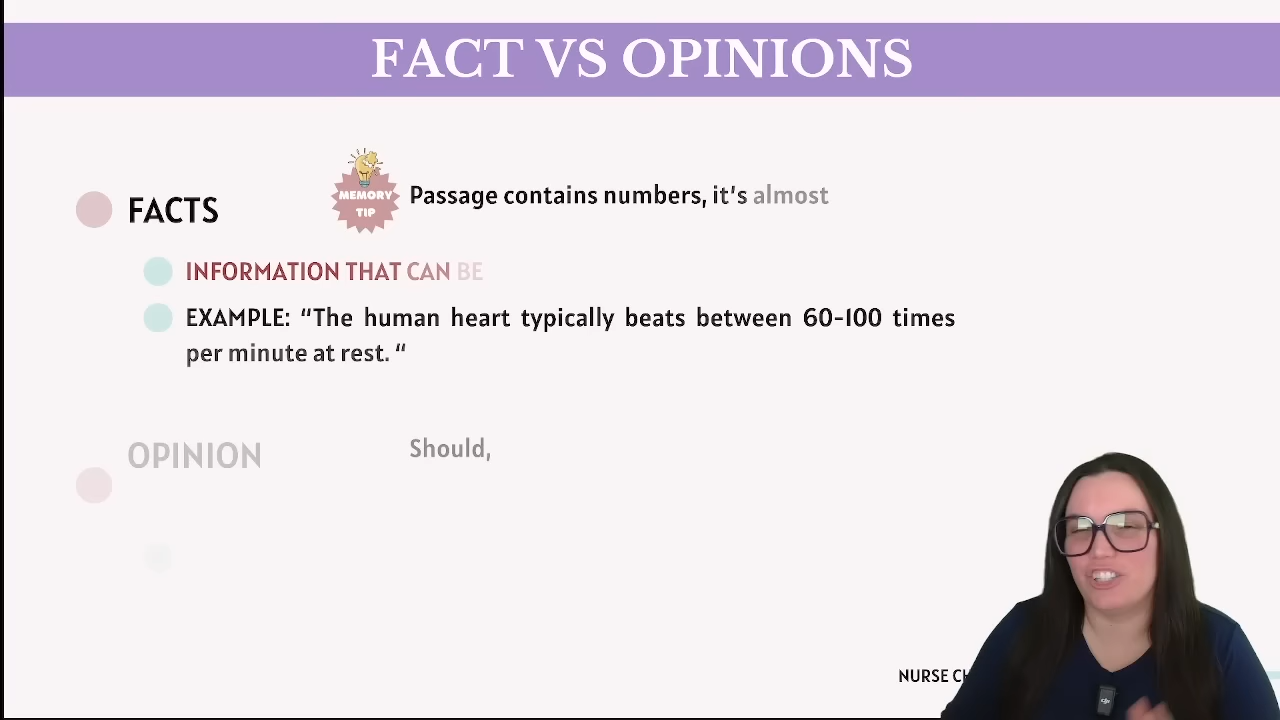 FACT VS OPINIONS
MEMORY
TIP
Passage contains numbers, it's almost
FACTS
INFORMATION THAT CAN BE
EXAMPLE: “The human heart typically beats between 60-100 times
per minute at rest. “
OPINION
Should,
NURSE